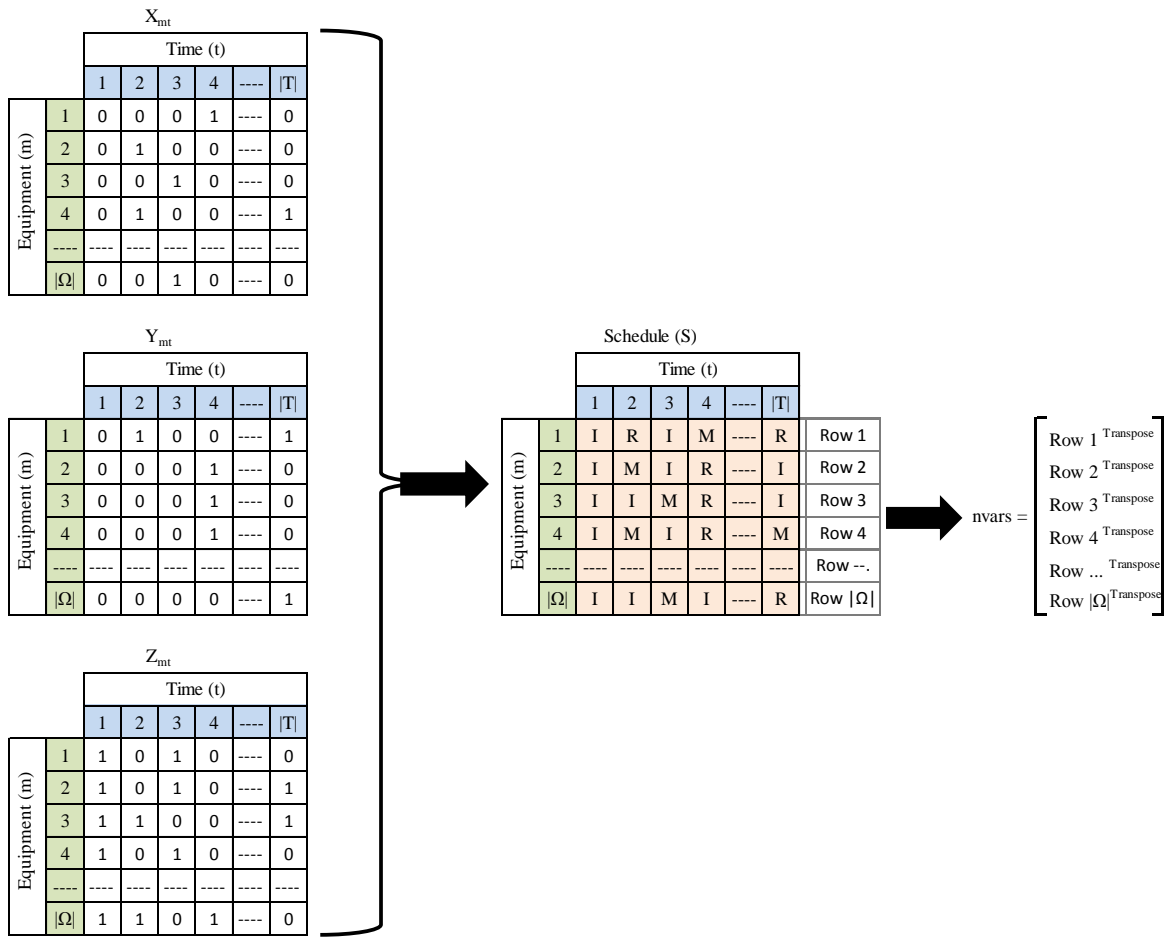 X_mt
Time (t)
1 2 3 4 ---- |T|
Equipment (m)
1 0 0 0 1 ---- 0
2 0 1 0 0 ---- 0
3 0 0 1 0 ---- 0
4 0 1 0 0 ---- 1
---- ---- ---- ---- ---- ---- ----
|Ω| 0 0 1 0 ---- 0
Y_mt
Time (t)
1 2 3 4 ---- |T|
Equipment (m)
1 0 1 0 0 ---- 1
2 0 0 0 1 ---- 0
3 0 0 0 1 ---- 0
4 0 0 0 1 ---- 0
---- ---- ---- ---- ---- ---- ----
|Ω| 0 0 0 0 ---- 1
Z_mt
Time (t)
1 2 3 4 ---- |T|
Equipment (m)
1 1 0 1 0 ---- 0
2 1 0 1 0 ---- 1
3 1 1 0 0 ---- 1
4 1 0 1 0 ---- 0
---- ---- ---- ---- ---- ---- ----
|Ω| 1 1 0 1 ---- 0
Schedule (S)
Time (t)
1 2 3 4 ---- |T|
Equipment (m)
1 I R I M ---- R Row 1
2 I M I R ---- I Row 2
3 I I M R ---- I Row 3
4 I M I R ---- M Row 4
---- ---- ---- ---- ---- ---- ---- Row --.
|Ω| I I M I ---- R Row |Ω|
nvars =
Row 1 Transpose
Row 2 Transpose
Row 3 Transpose
Row 4 Transpose
Row ... Transpose
Row |Ω| Transpose